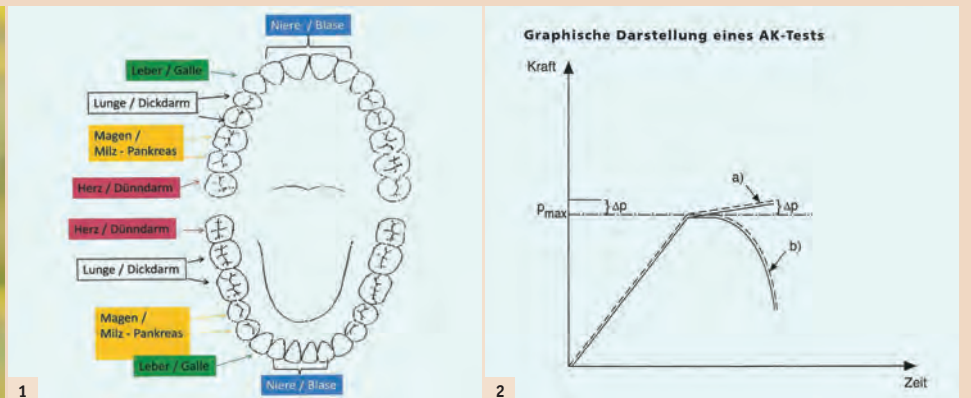 Niere / Blase
Leber / Galle
Lunge / Dickdarm
Magen /
Milz - Pankreas
Herz / Dünndarm
Herz / Dünndarm
Lunge / Dickdarm
Magen /
Milz - Pankreas
Leber / Galle
Niere / Blase
1
Graphische Darstellung eines AK-Tests
Kraft
a)
Pmax
Δp
Δp
b)
Zeit
2